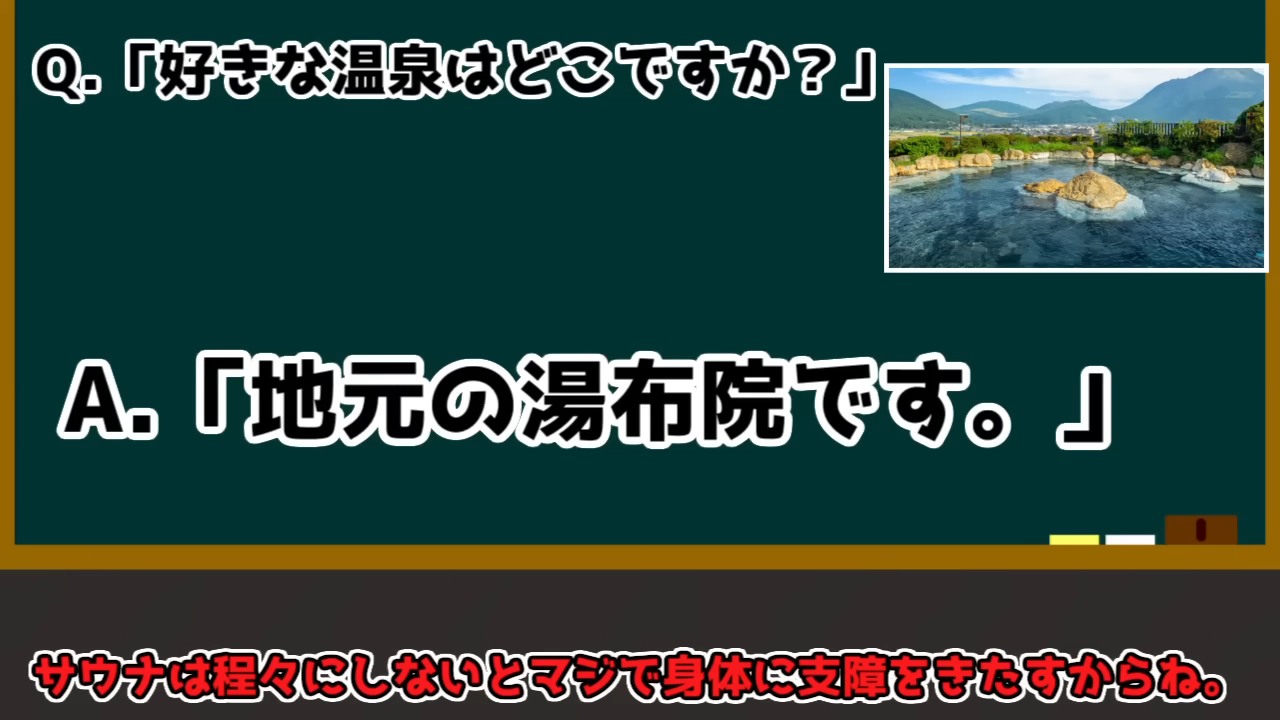 Q.「好きな温泉はどこですか？」
A.「地元の湯布院です。」
サウナは程々にしないとマジで身体に支障をきたすからね。